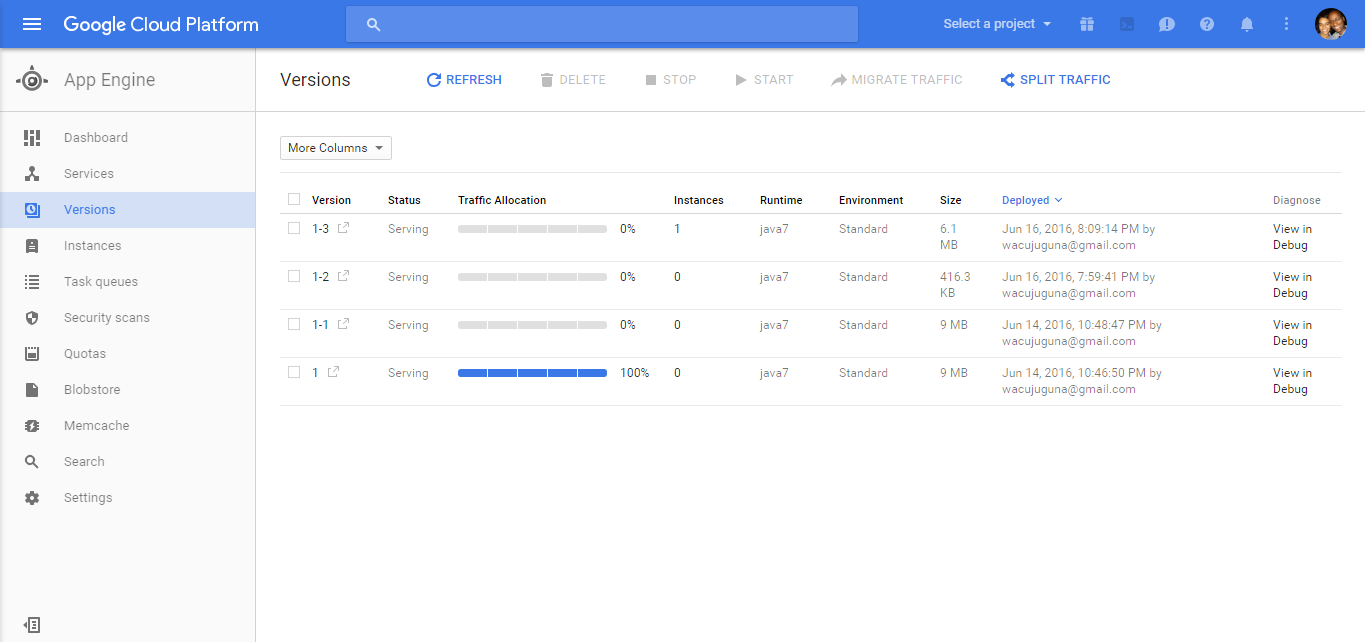 Google Cloud Platform
Select a project
App Engine
Versions
REFRESH
DELETE
STOP
START
MIGRATE TRAFFIC
SPLIT TRAFFIC
Dashboard
Services
Versions
Instances
Task queues
Security scans
Quotas
Blobstore
Memcache
Search
Settings
More Columns
Version Status Traffic Allocation Instances Runtime Environment Size Deployed Diagnose
1-3 Serving 0% 1 java7 Standard 6.1 Jun 16, 2016, 8:09:14 PM by View in
MB wacujuguna@gmail.com Debug
1-2 Serving 0% 0 java7 Standard 416.3 Jun 16, 2016, 7:59:41 PM by View in
KB wacujuguna@gmail.com Debug
1-1 Serving 0% 0 java7 Standard 9 MB Jun 14, 2016, 10:48:47 PM by View in
wacujuguna@gmail.com Debug
1 Serving 100% 0 java7 Standard 9 MB Jun 14, 2016, 10:46:50 PM by View in
wacujuguna@gmail.com Debug